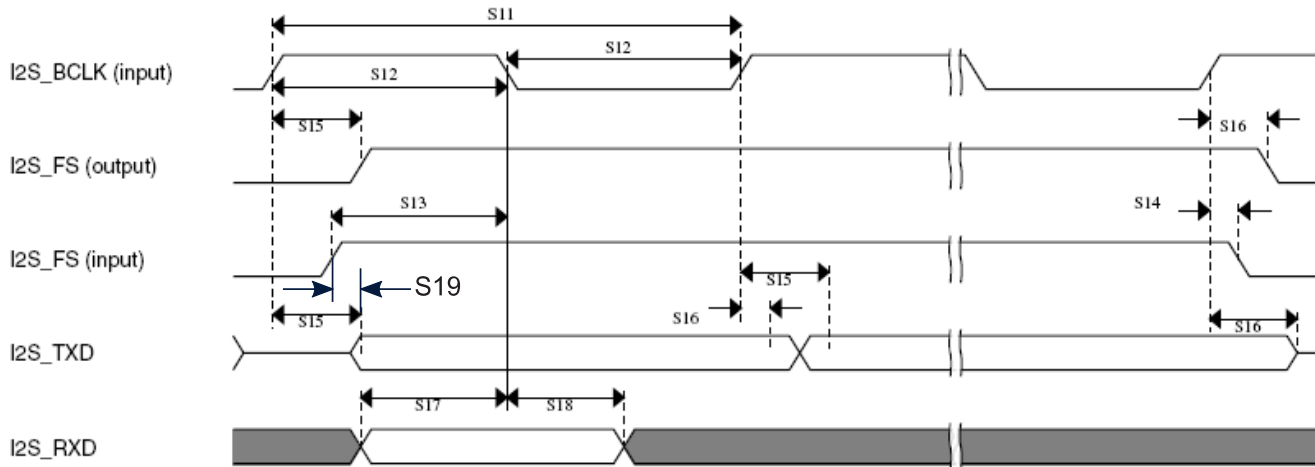 S11
I2S_BCLK (input)
S12
S12
S15
S16
I2S_FS (output)
S13
S14
I2S_FS (input)
S19
S15
S15
S16
S16
I2S_TXD
S17
S18
I2S_RXD